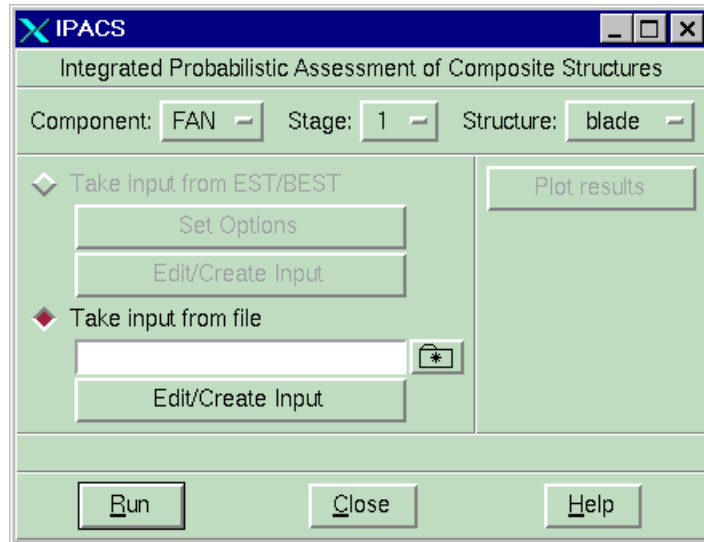 IPACS
Integrated Probabilistic Assessment of Composite Structures
Component: FAN Stage: 1 Structure: blade
Take input from EST/BEST
Plot results
Set Options
Edit/Create Input
Take input from file
Edit/Create Input
Run Close Help